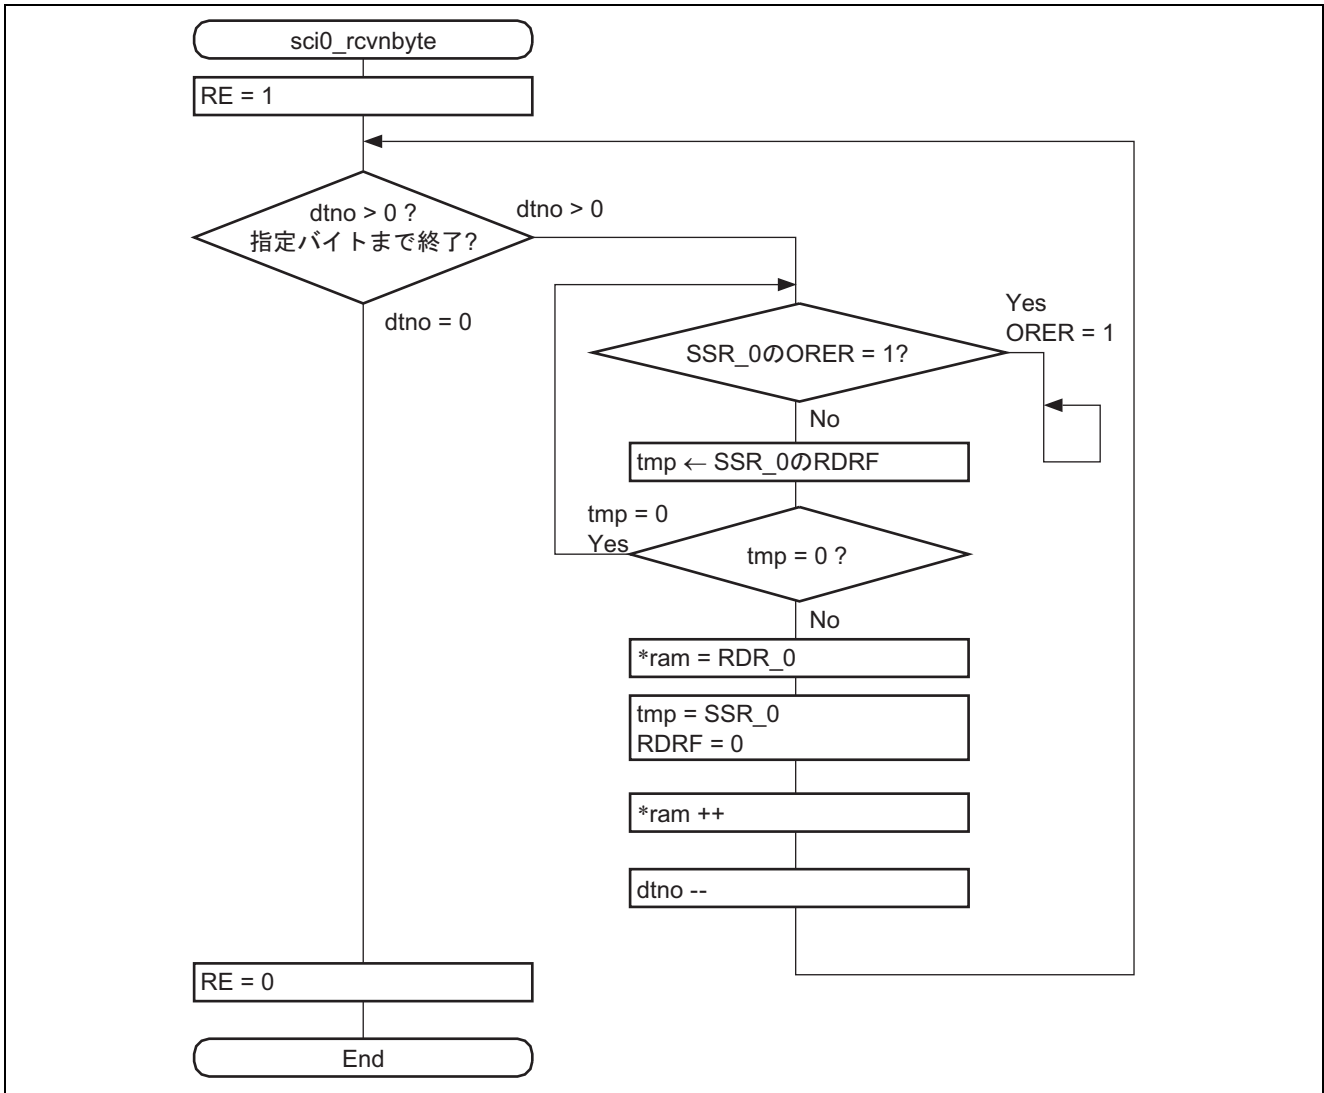 sci0_rcvnbyte
RE = 1
dtno > 0 ?
指定バイトまで終了?
dtno > 0
dtno = 0
SSR_0のORER = 1?
Yes
ORER = 1
No
tmp ← SSR_0のRDRF
tmp = 0
Yes
tmp = 0 ?
No
*ram = RDR_0
tmp = SSR_0
RDRF = 0
*ram ++
dtno --
RE = 0
End